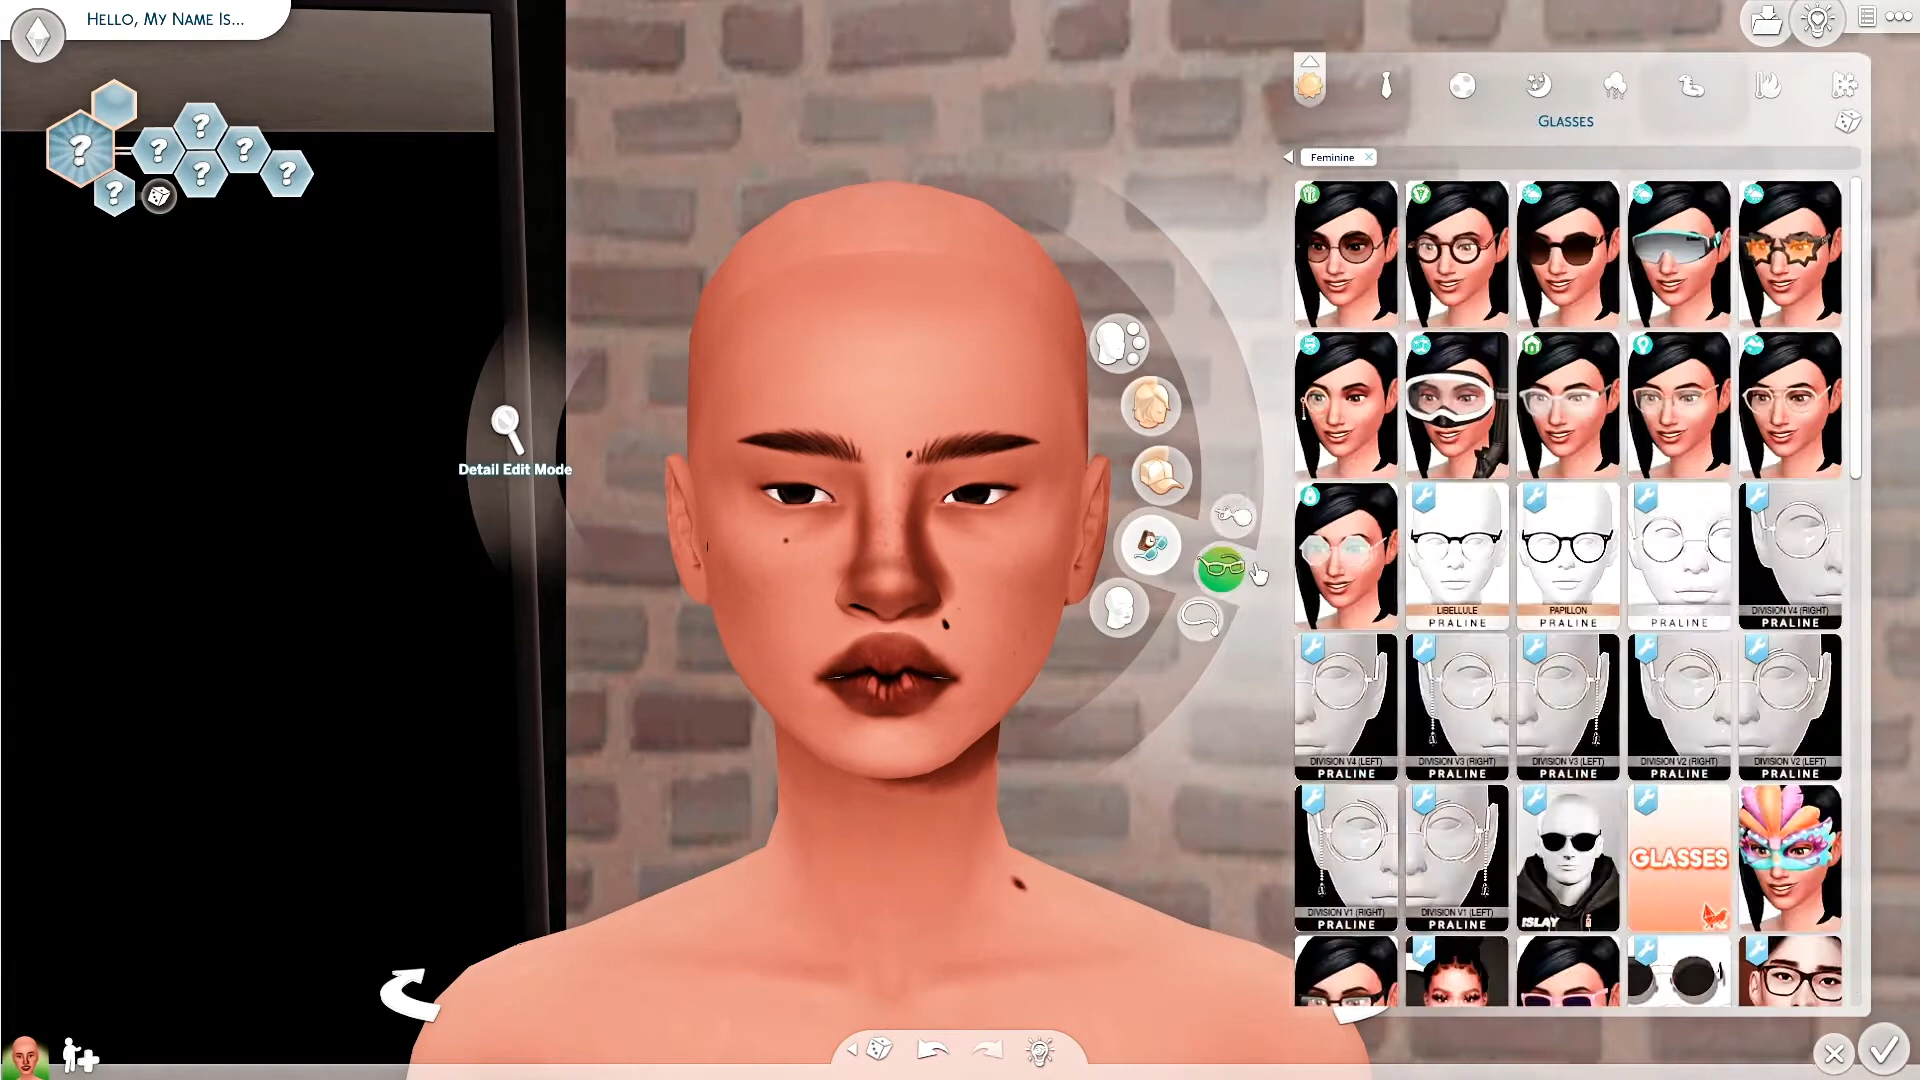 Hello, My Name Is...
Glasses
Feminine
Detail Edit Mode
LIBELLULE
PRALINE
PAPILLON
PRALINE
PRALINE
DIVISION V4 (RIGHT)
PRALINE
DIVISION V4 (LEFT)
PRALINE
DIVISION V3 (RIGHT)
PRALINE
DIVISION V3 (LEFT)
PRALINE
DIVISION V2 (RIGHT)
PRALINE
DIVISION V2 (LEFT)
PRALINE
DIVISION V1 (RIGHT)
PRALINE
DIVISION V1 (LEFT)
PRALINE
ISLAY
GLASSES